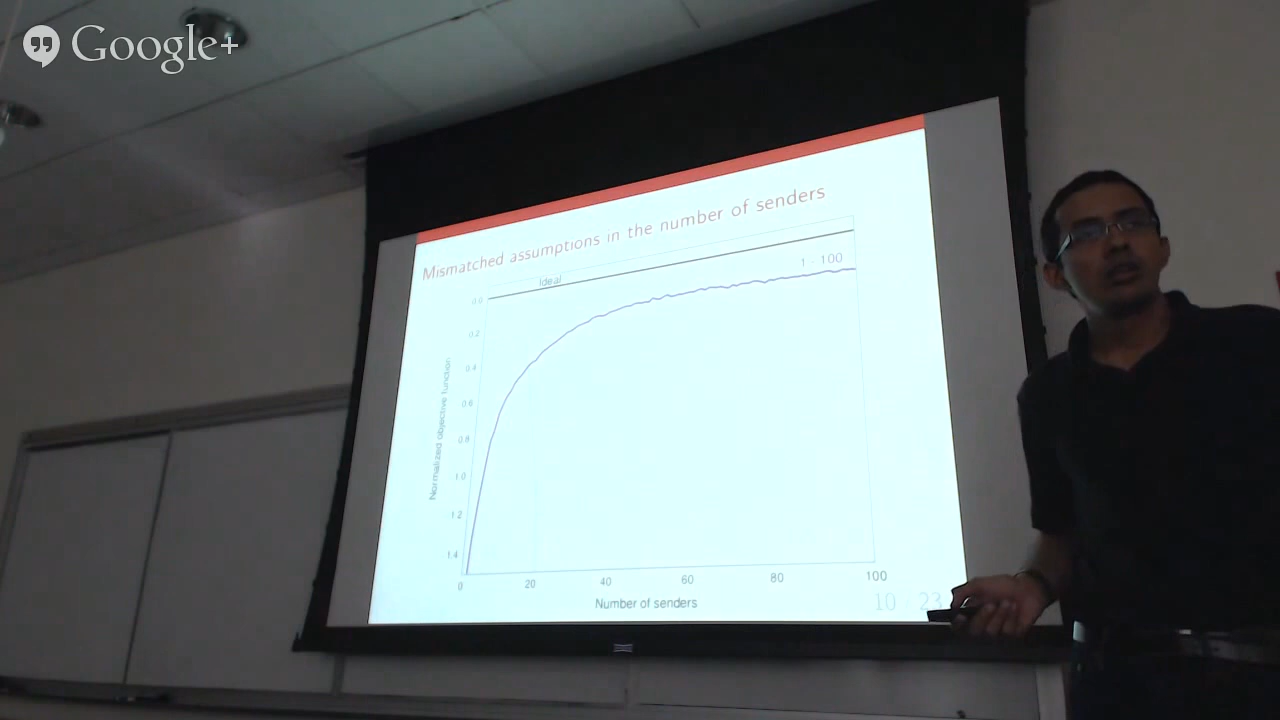 Google+
Mismatched assumptions in the number of senders
Ideal
1 - 100
0.0
0.2
0.4
0.6
0.8
1.0
1.2
1.4
Normalized objective function
0
20
40
60
80
100
Number of senders
10 23